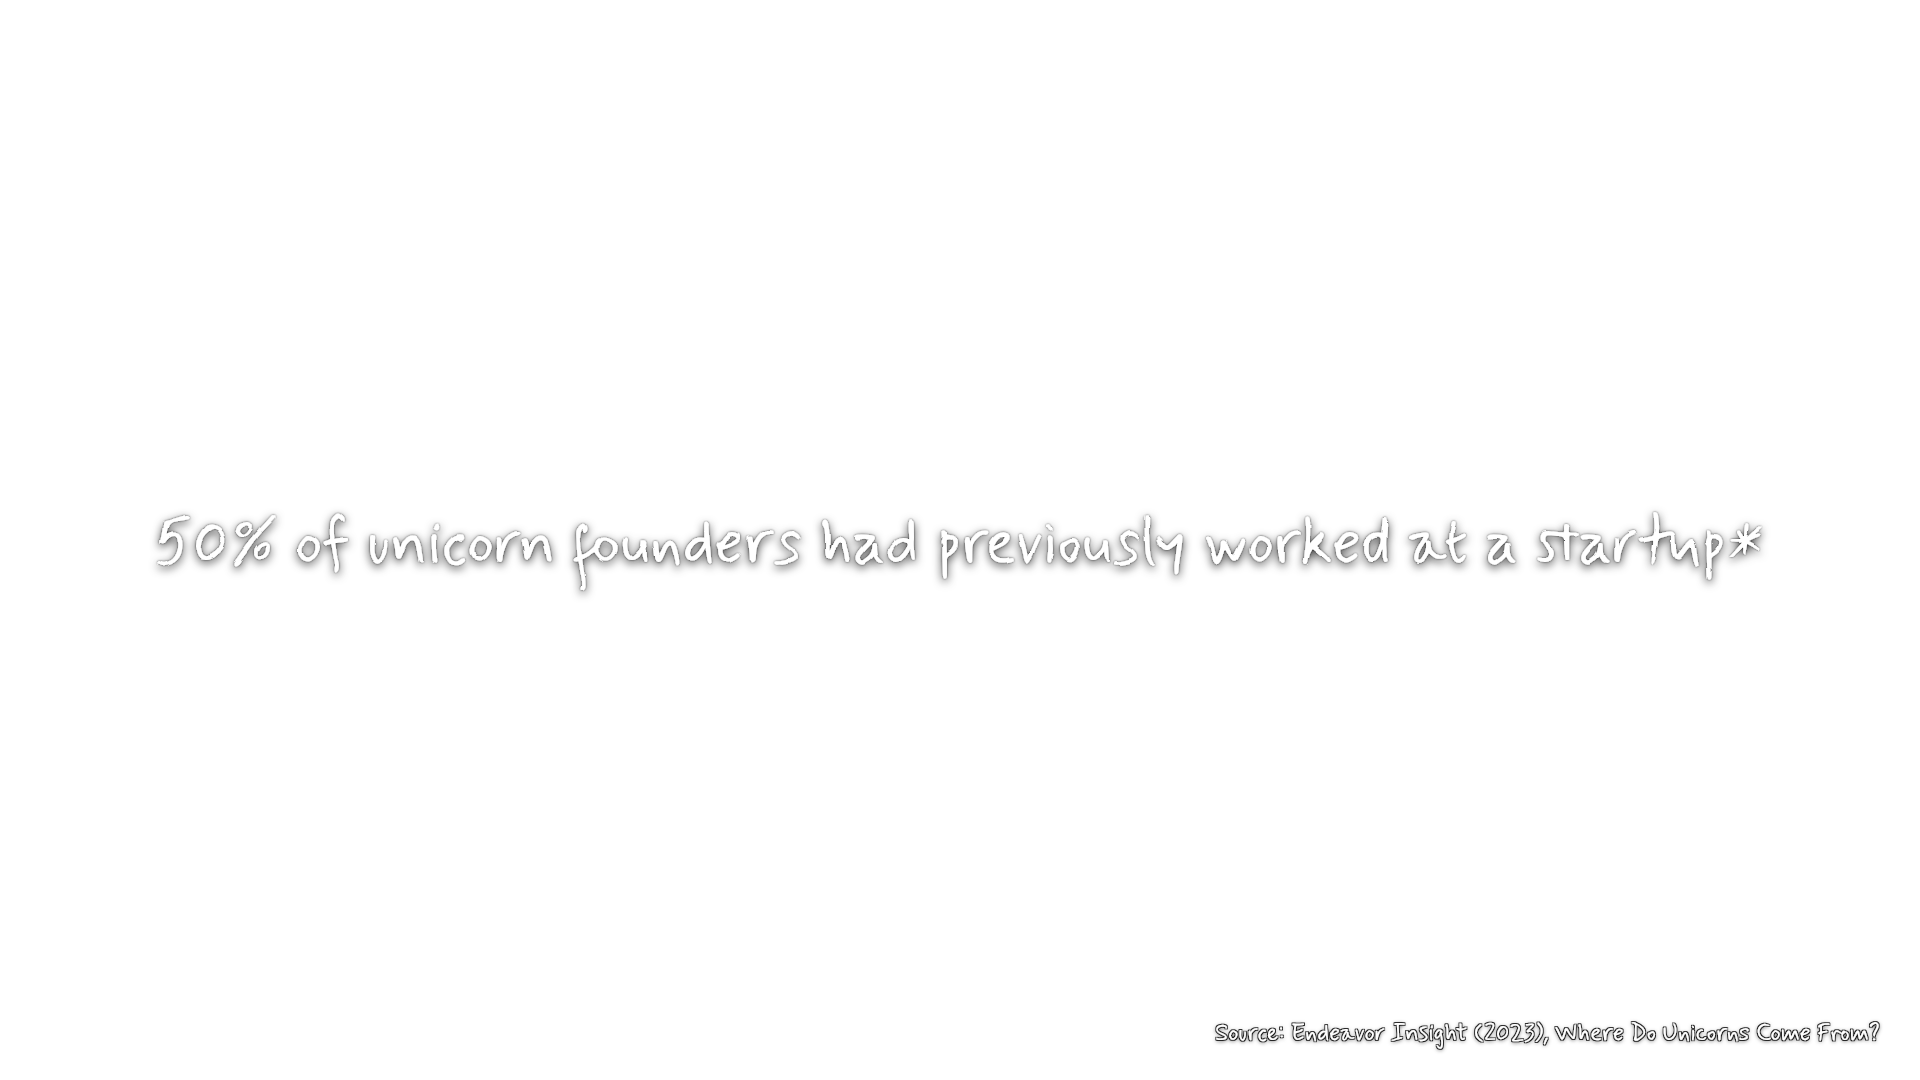 50% of unicorn founders had previously worked at a startup*
Source: Endeavor Insight (2023), Where Do Unicorns Come From?